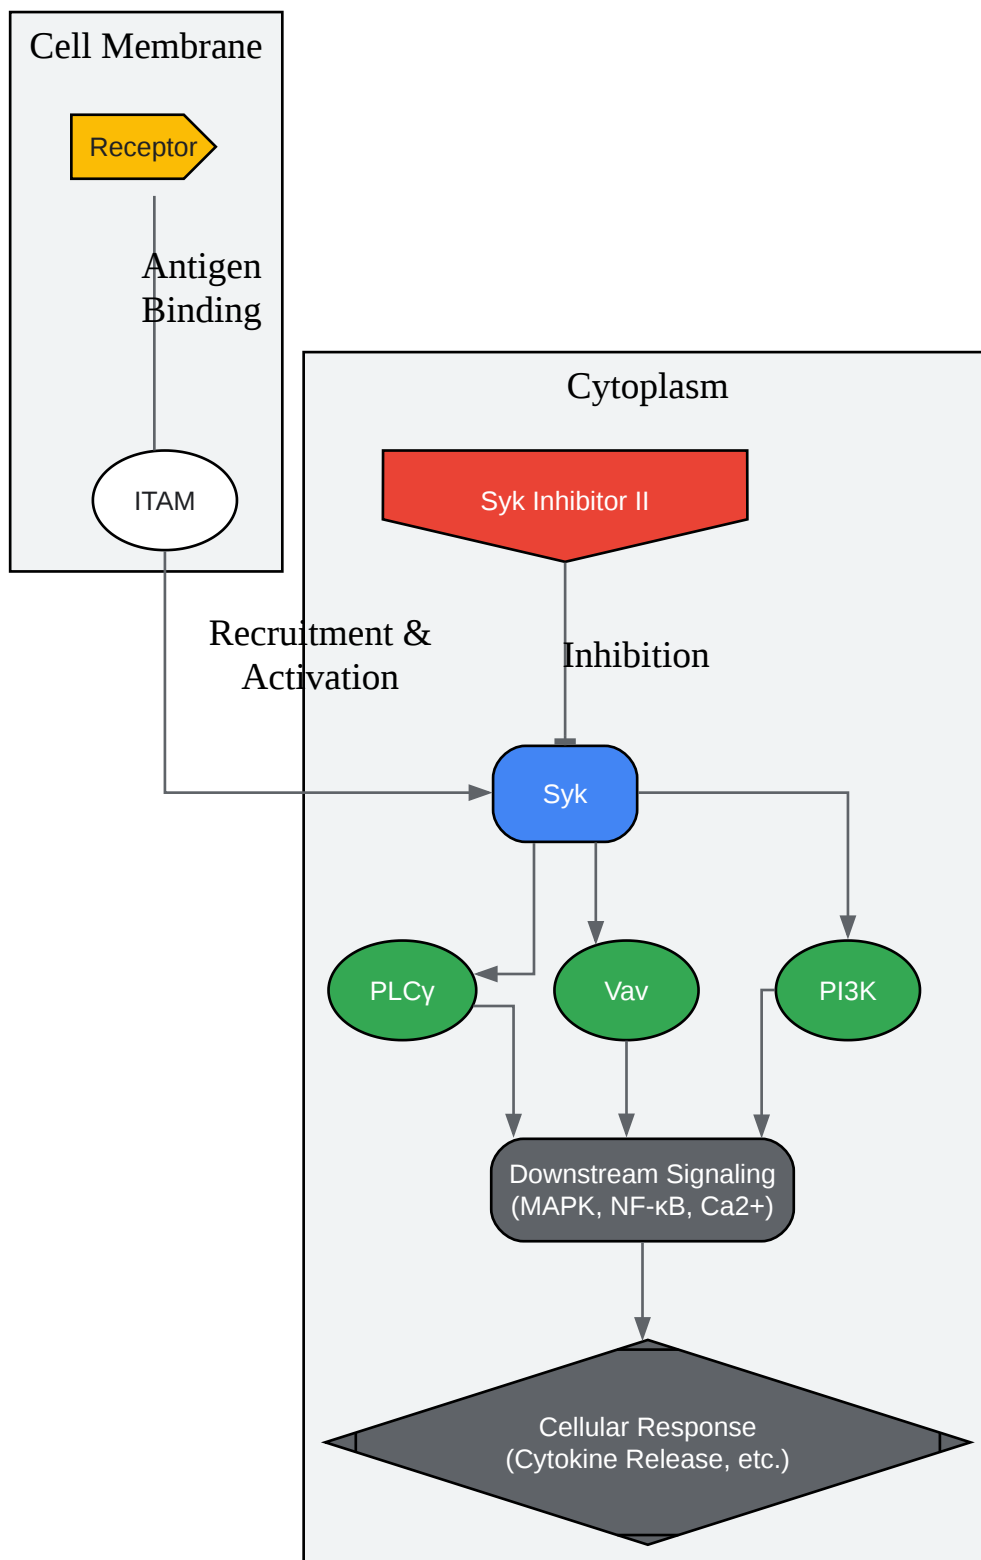 Cell Membrane
Receptor
Antigen
Binding
ITAM
Cytoplasm
Syk Inhibitor II
Recruitment &
Activation
Inhibition
Syk
PLCγ
Vav
PI3K
Downstream Signaling
(MAPK, NF-κB, Ca2+)
Cellular Response
(Cytokine Release, etc.)